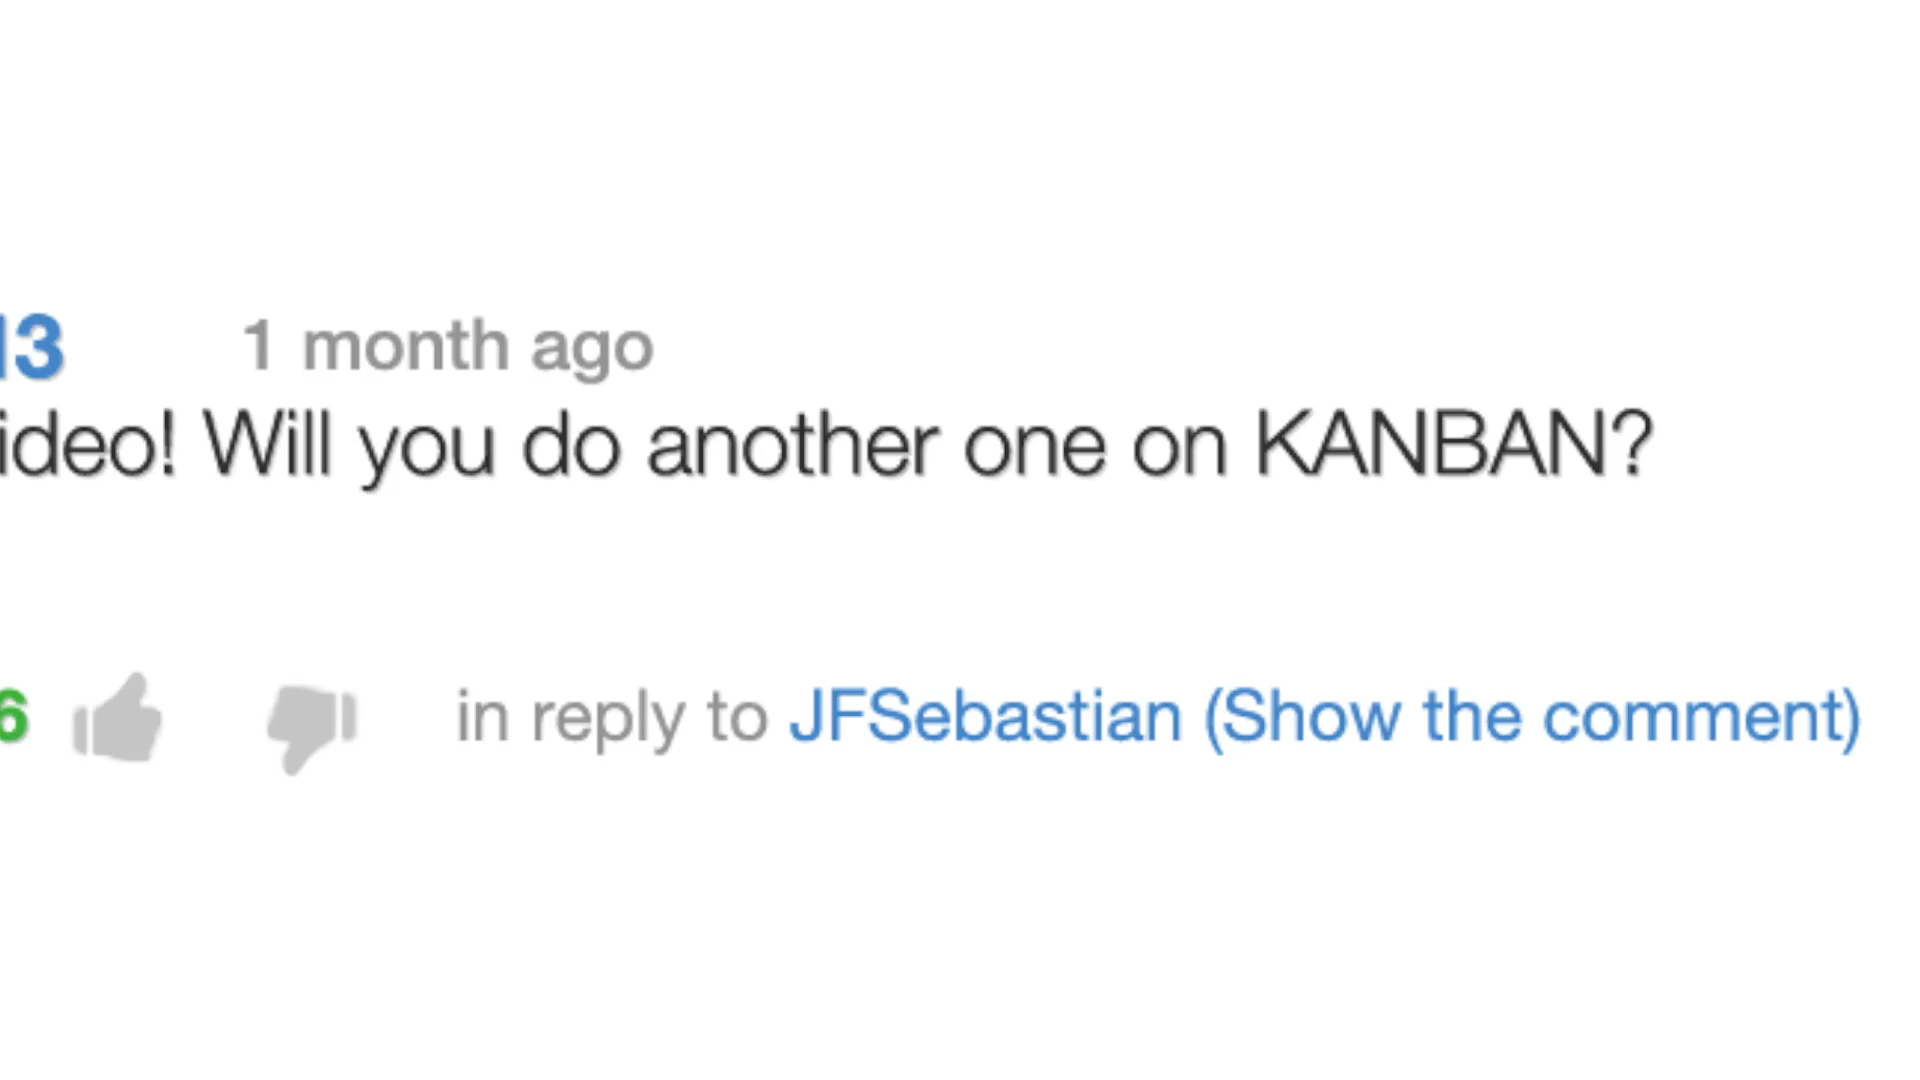 13 1 month ago
ideo! Will you do another one on KANBAN?
6 in reply to JFSebastian (Show the comment)